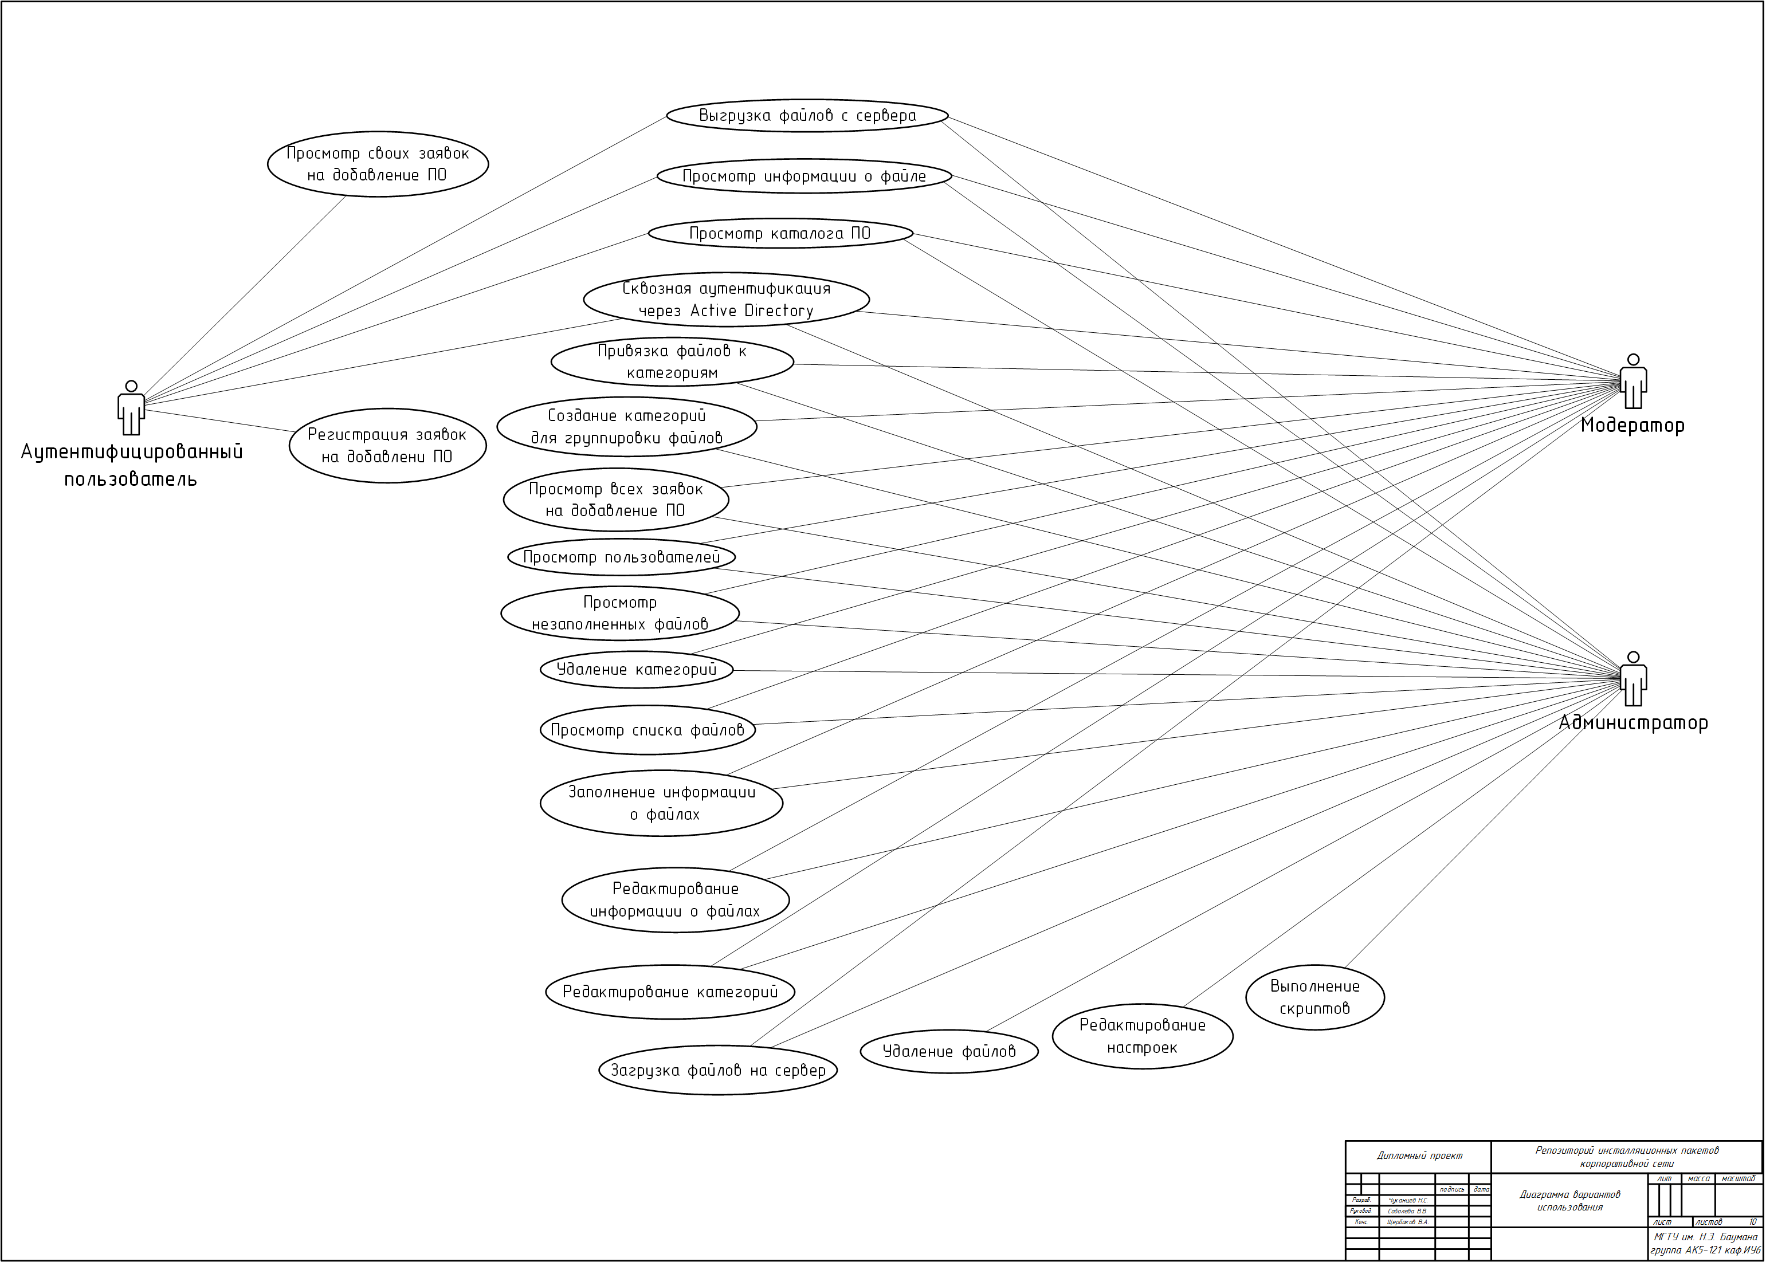 Выгрузка файлов с сервера
Просмотр своих заявок
на добавление ПО
Просмотр информации о файле
Просмотр каталога ПО
Сквозная аутентификация
через Active Directory
Привязка файлов к
категориям
Аутентифицированный
пользователь
Модератор
Создание категорий
для группировки файлов
Регистрация заявок
на добавлени ПО
Просмотр всех заявок
на добавление ПО
Просмотр пользователей
Просмотр
незаполненных файлов
Удаление категорий
Администратор
Просмотр списка файлов
Заполнение информации
о файлах
Редактирование
информации о файлах
Редактирование категорий
Выполнение
скриптов
Редактирование
настроек
Удаление файлов
Загрузка файлов на сервер
Дипломный проект
Репозиторий инсталляционных пакетов
корпоративной сети
подпись дата
Разраб.
Руковод.
Соболева В.В.
Конс.
Щербаков В.А.
Диаграмма вариантов
использования
лит масса масштаб
лист листов 10
МГТУ им. Н.Э. Баумана
группа АК5-121 каф ИУ6